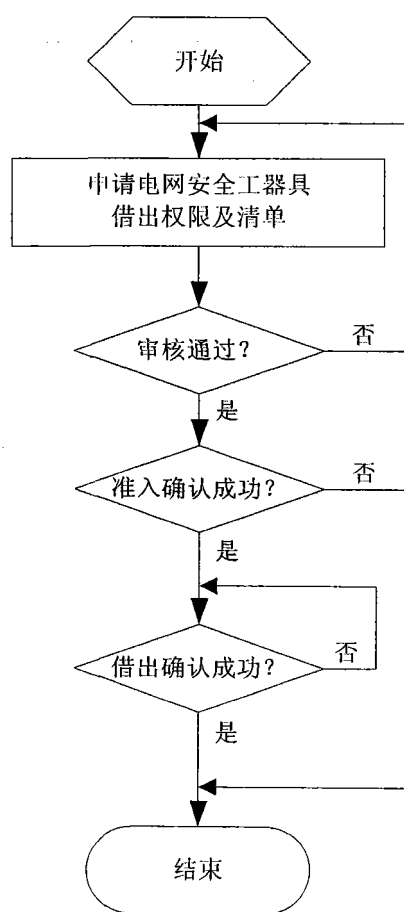 开始
申请电网安全工器具
借出权限及清单
审核通过?
否
是
准入确认成功?
否
是
借出确认成功?
否
是
结束